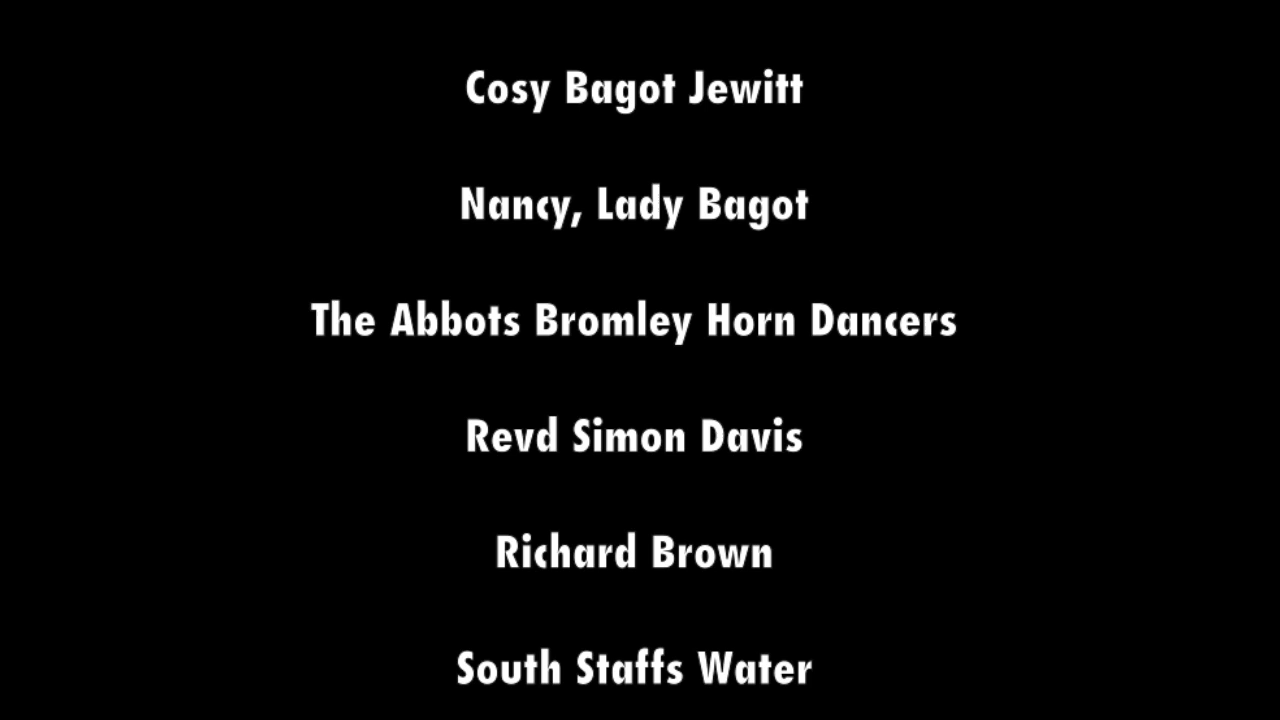 Cosy Bagot Jewitt
Nancy, Lady Bagot
The Abbots Bromley Horn Dancers
Revd Simon Davis
Richard Brown
South Staffs Water